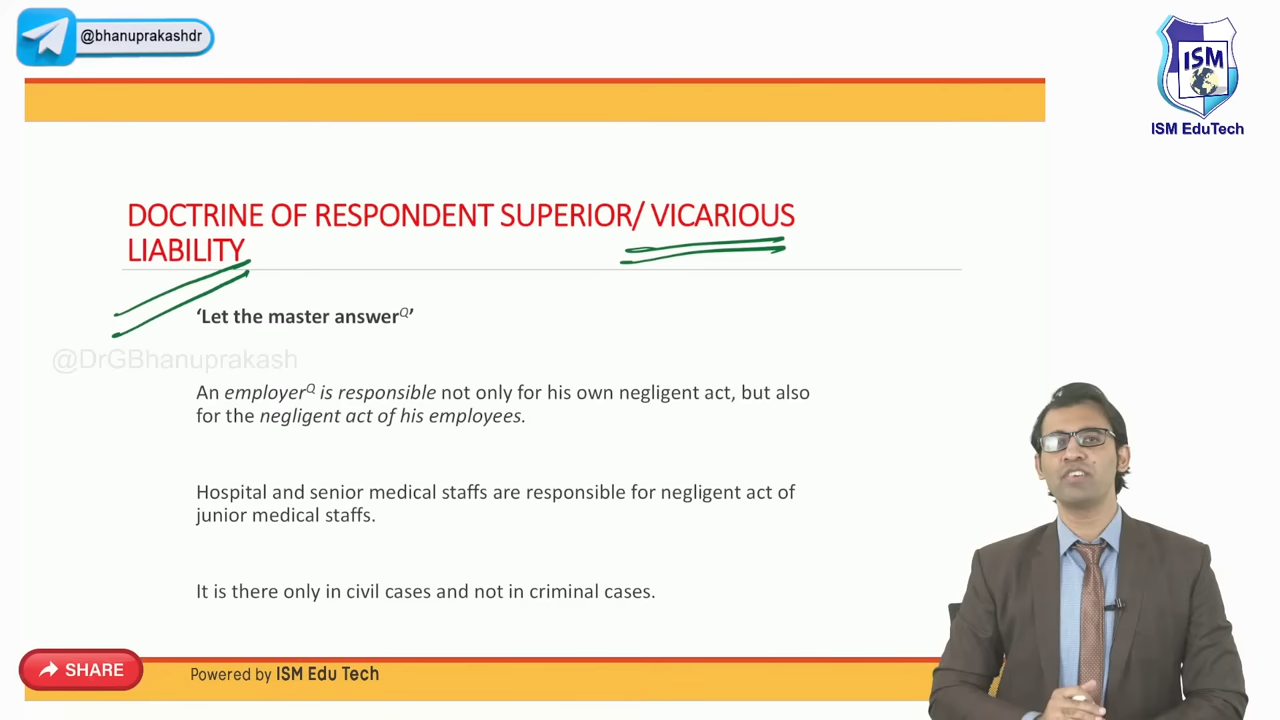 @bhanuprakashdr
ISM
ISM EduTech
DOCTRINE OF RESPONDENT SUPERIOR/ VICARIOUS
LIABILITY
‘Let the master answerQ’
@DrGBhanuprakash
An employerQ is responsible not only for his own negligent act, but also
for the negligent act of his employees.
Hospital and senior medical staffs are responsible for negligent act of
junior medical staffs.
It is there only in civil cases and not in criminal cases.
SHARE
Powered by ISM Edu Tech